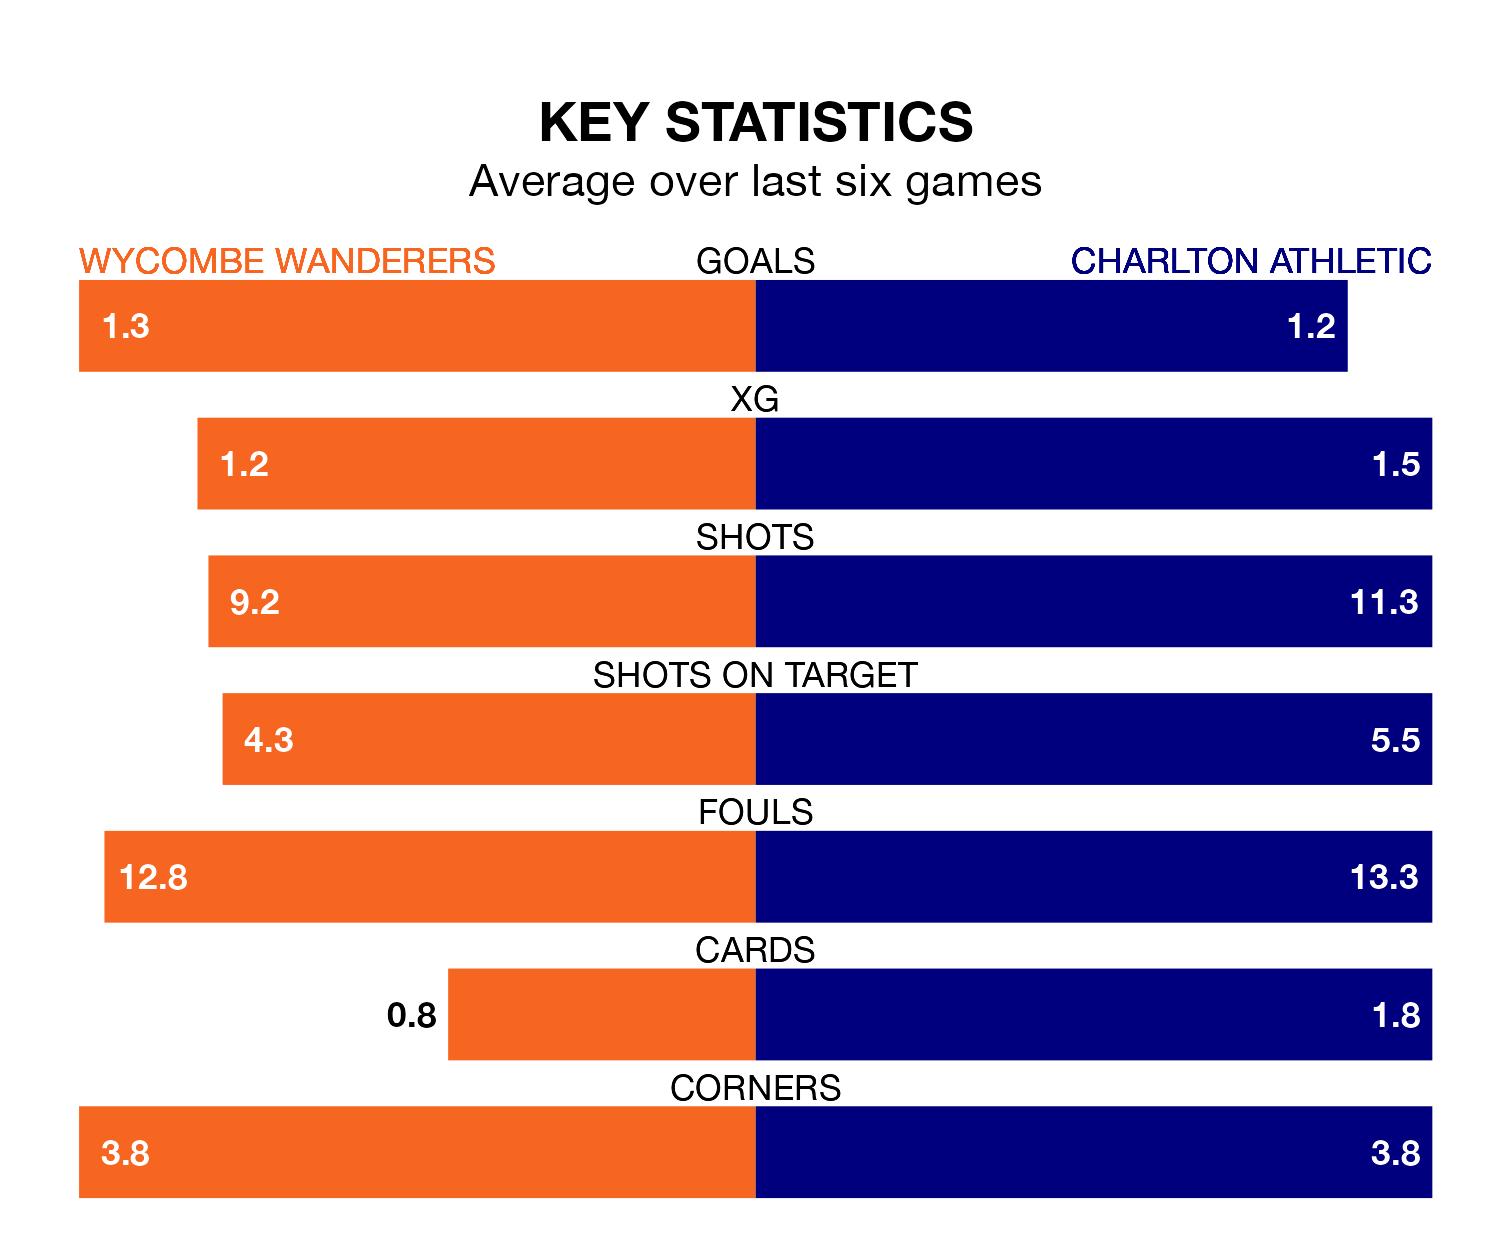 KEY STATISTICS
Average over last six games
WYCOMBE WANDERERS GOALS CHARLTON ATHLETIC
1.3 1.2
XG
1.2 1.5
SHOTS
9.2 11.3
SHOTS ON TARGET
4.3 5.5
FOULS
12.8 13.3
CARDS
0.8 1.8
CORNERS
3.8 3.8